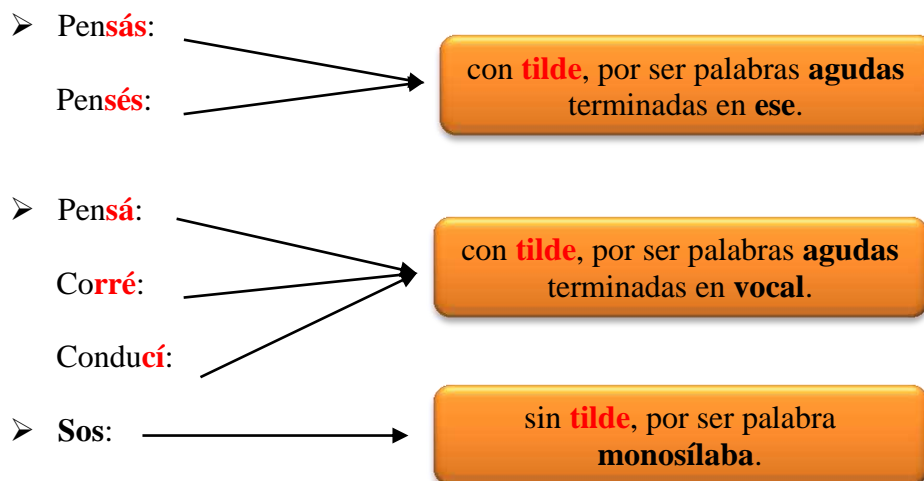 ➢ Pensás:
Pensés:
con tilde, por ser palabras agudas
terminadas en ese.
➢ Pensá:
Corré:
Conducí:
con tilde, por ser palabras agudas
terminadas en vocal.
➢ Sos:
sin tilde, por ser palabra
monosílaba.